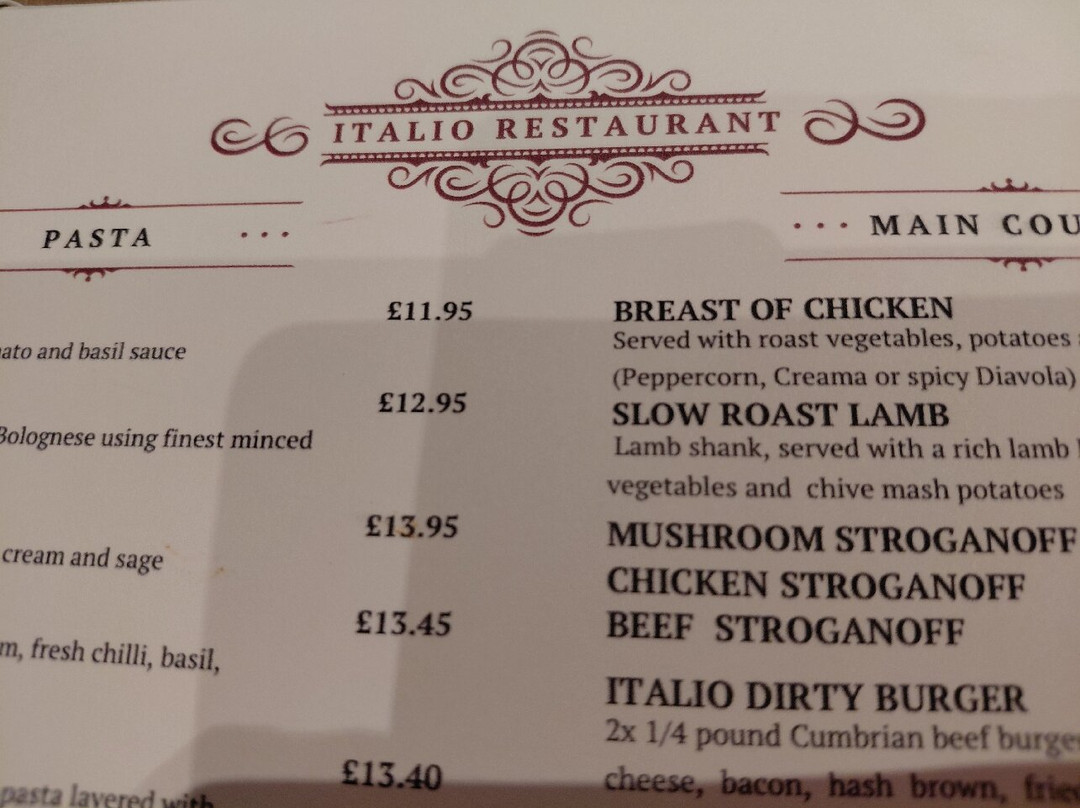 ITALIO RESTAURANT
PASTA
£11.95
and basil sauce
£12.95
Bolognese using finest minced
£13.95
cream and sage
£13.45
fresh chilli, basil,
£13.40
pasta layered with
MAIN
BREAST OF CHICKEN
Served with roast vegetables, potatoes
(Peppercorn, Creama or spicy Diavola)
SLOW ROAST LAMB
Lamb shank, served with a rich lamb
vegetables and chive mash potatoes
MUSHROOM STROGANOFF
CHICKEN STROGANOFF
BEEF STROGANOFF
ITALIO DIRTY BURGER
2x 1/4 pound Cumbrian beef
cheese, bacon, hash brown,